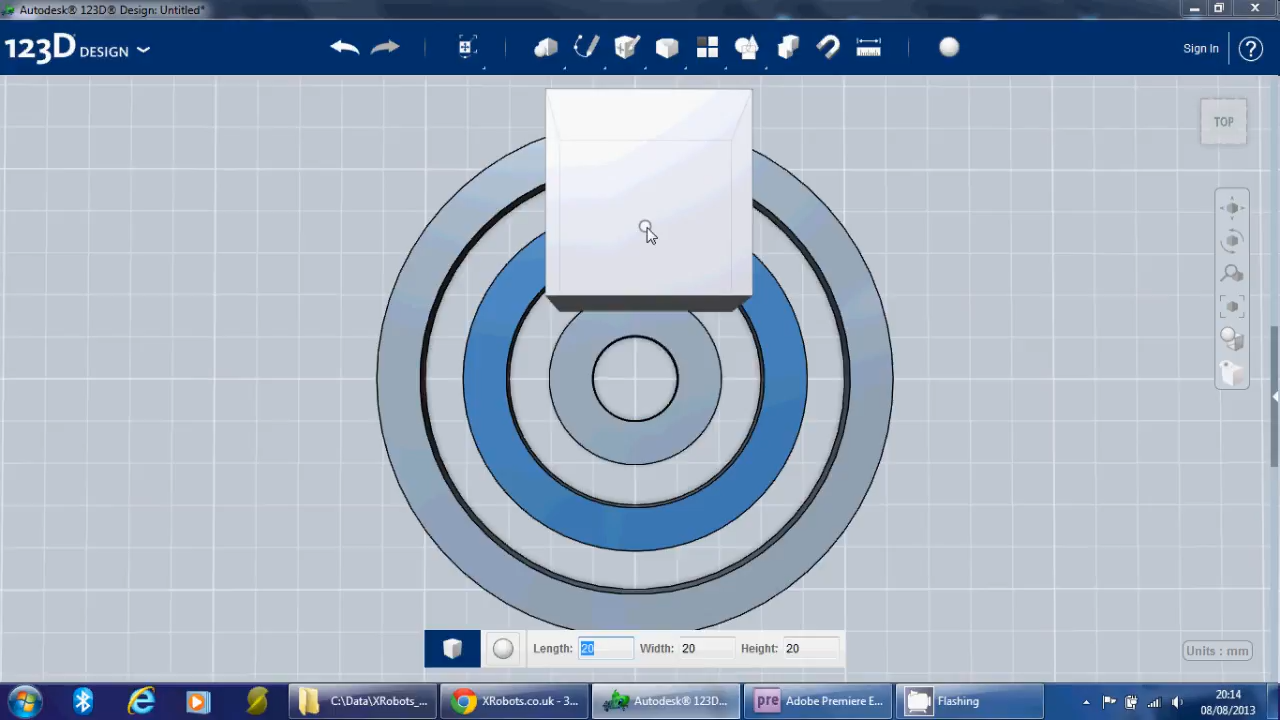 Autodesk® 123D® Design: Untitled*
123D DESIGN
Sign In
?
TOP
Length: 20 Width: 20 Height: 20
Units : mm
C:\Data\XRobots_...
XRobots.co.uk - 3...
Autodesk® 123D...
pre
Adobe Premiere E...
Flashing
20:14
08/08/2013